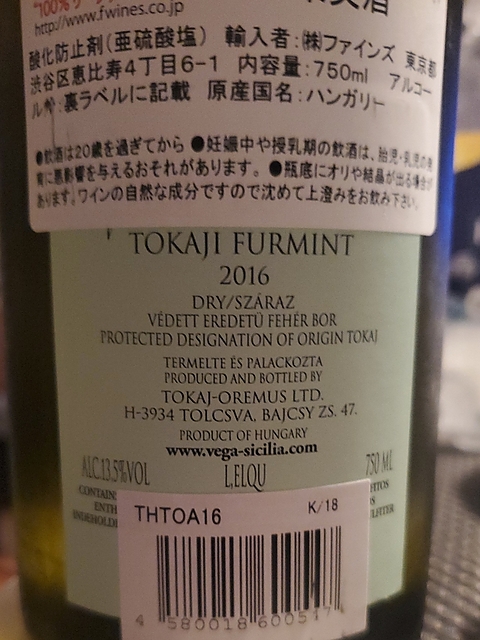 "100%
http://www.fwines.co.jp
酸化防止剤(亜硫酸塩) 輸入者:㈱ファインズ 東京都
渋谷区恵比寿4丁目6-1 内容量:750ml アルコー
ル分:裏ラベルに記載 原産国名:ハンガリー
●飲酒は20歳を過ぎてから ●妊娠中や授乳期の飲酒は、胎児・乳児の発
育に悪影響を与えるおそれがあります。 ●瓶底にオリや結晶が出る場合が
あります。ワインの自然な成分ですので沈めて上澄みをお飲み下さい。
TOKAJI FURMINT
2016
DRY/SZÁRAZ
VÉDETT EREDETŰ FEHÉR BOR
PROTECTED DESIGNATION OF ORIGIN TOKAJ
TERMELTE ÉS PALACKOZTA
PRODUCED AND BOTTLED BY
TOKAJ-OREMUS LTD.
H-3934 TOLCSVA, BAJCSY ZS. 47.
PRODUCT OF HUNGARY
www.vega-sicilia.com
ALC.13.5%VOL L,ELQU 750 ML
CONTAINS
ENTH
THTOA16 K/18
4 580018 600547